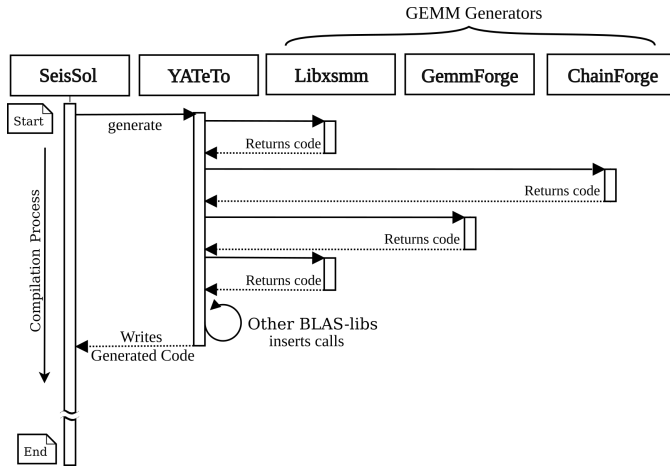 GEMM Generators
SeisSol
YATeTo
Libxsmm
GemmForge
ChainForge
Start
generate
Returns code
Returns code
Compilation Process
Returns code
Returns code
Other BLAS-libs
inserts calls
Writes
Generated Code
End